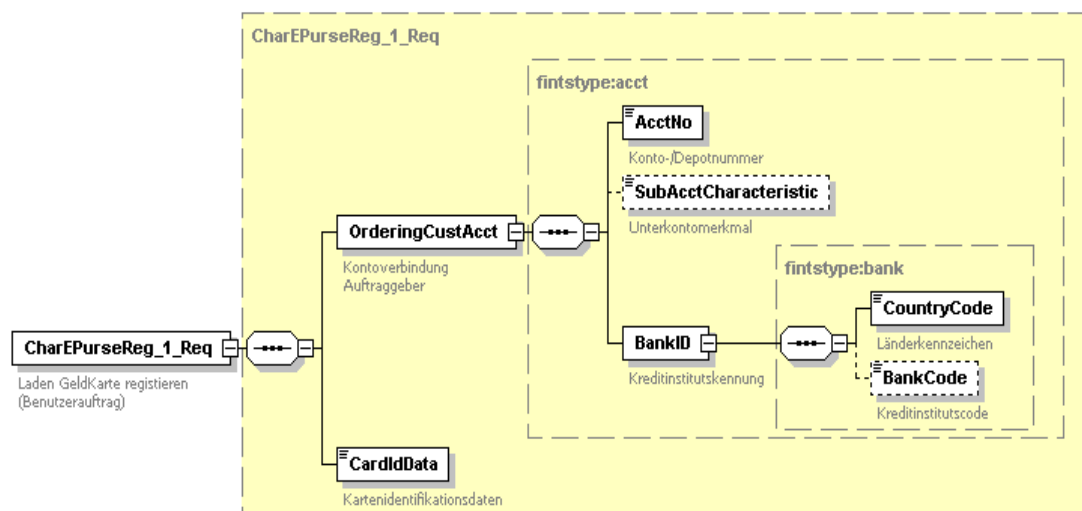 CharEPurseReg_1_Req
fintstype:acct
AcctNo
Konto-/Depotnummer
SubAcctCharacteristic
Unterkontomerkmal
OrderingCustAcct
Kontoverbindung
Auftraggeber
fintstype:bank
CountryCode
Länderkennzeichen
BankID
Kreditinstitutskennung
BankCode
Kreditinstitutscode
CharEPurseReg_1_Req
Laden GeldKarte registrieren
(Benutzerauftrag)
CardIdData
Kartenidentifikationsdaten